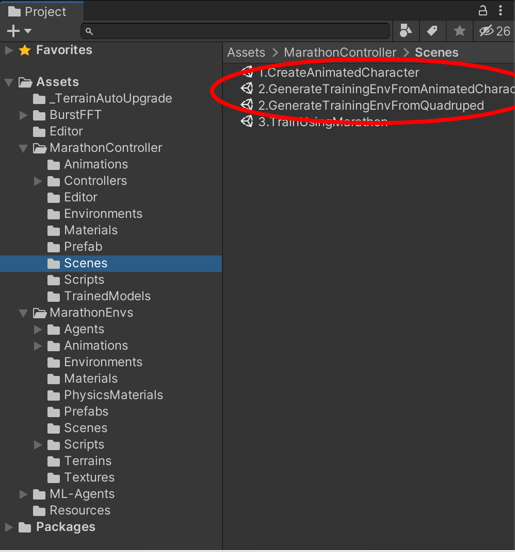 Project
26
Favorites
Assets > MarathonController > Scenes
1.CreateAnimatedCharacter
Assets
2.GenerateTrainingEnvFromAnimatedCharac
_TerrainAutoUpgrade
2.GenerateTrainingEnvFromQuadruped
BurstFFT
3.TrainUsingMarathon
Editor
MarathonController
Animations
Controllers
Editor
Environments
Materials
Prefab
Scenes
Scripts
TrainedModels
MarathonEnvs
Agents
Animations
Environments
Materials
PhysicsMaterials
Prefabs
Scenes
Scripts
Terrains
Textures
ML-Agents
Resources
Packages